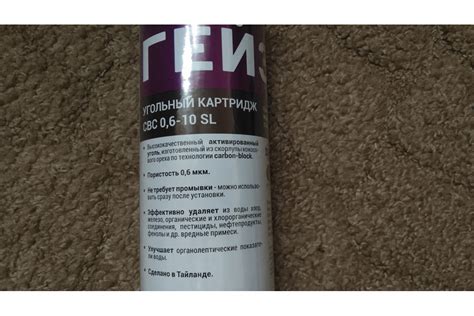 ГЕЙЗ
УГОЛЬНЫЙ КАРТРИДЖ
СВС 0,6-10 SL
• Высококачественный активированный
уголь, изготовленный из скорлупы кокосо-
вого ореха по технологии carbon-block.
• Пористость 0,6 мкм.
• Не требует промывки - можно использо-
вать сразу после установки.
• Эффективно удаляет из воды хлор,
железо, органические и хлорорганические
соединения, пестициды, нефтепродукты,
фенолы и др. вредные примеси.
• Улучшает органолептические показате-
ли воды.
• Сделано в Тайланде.